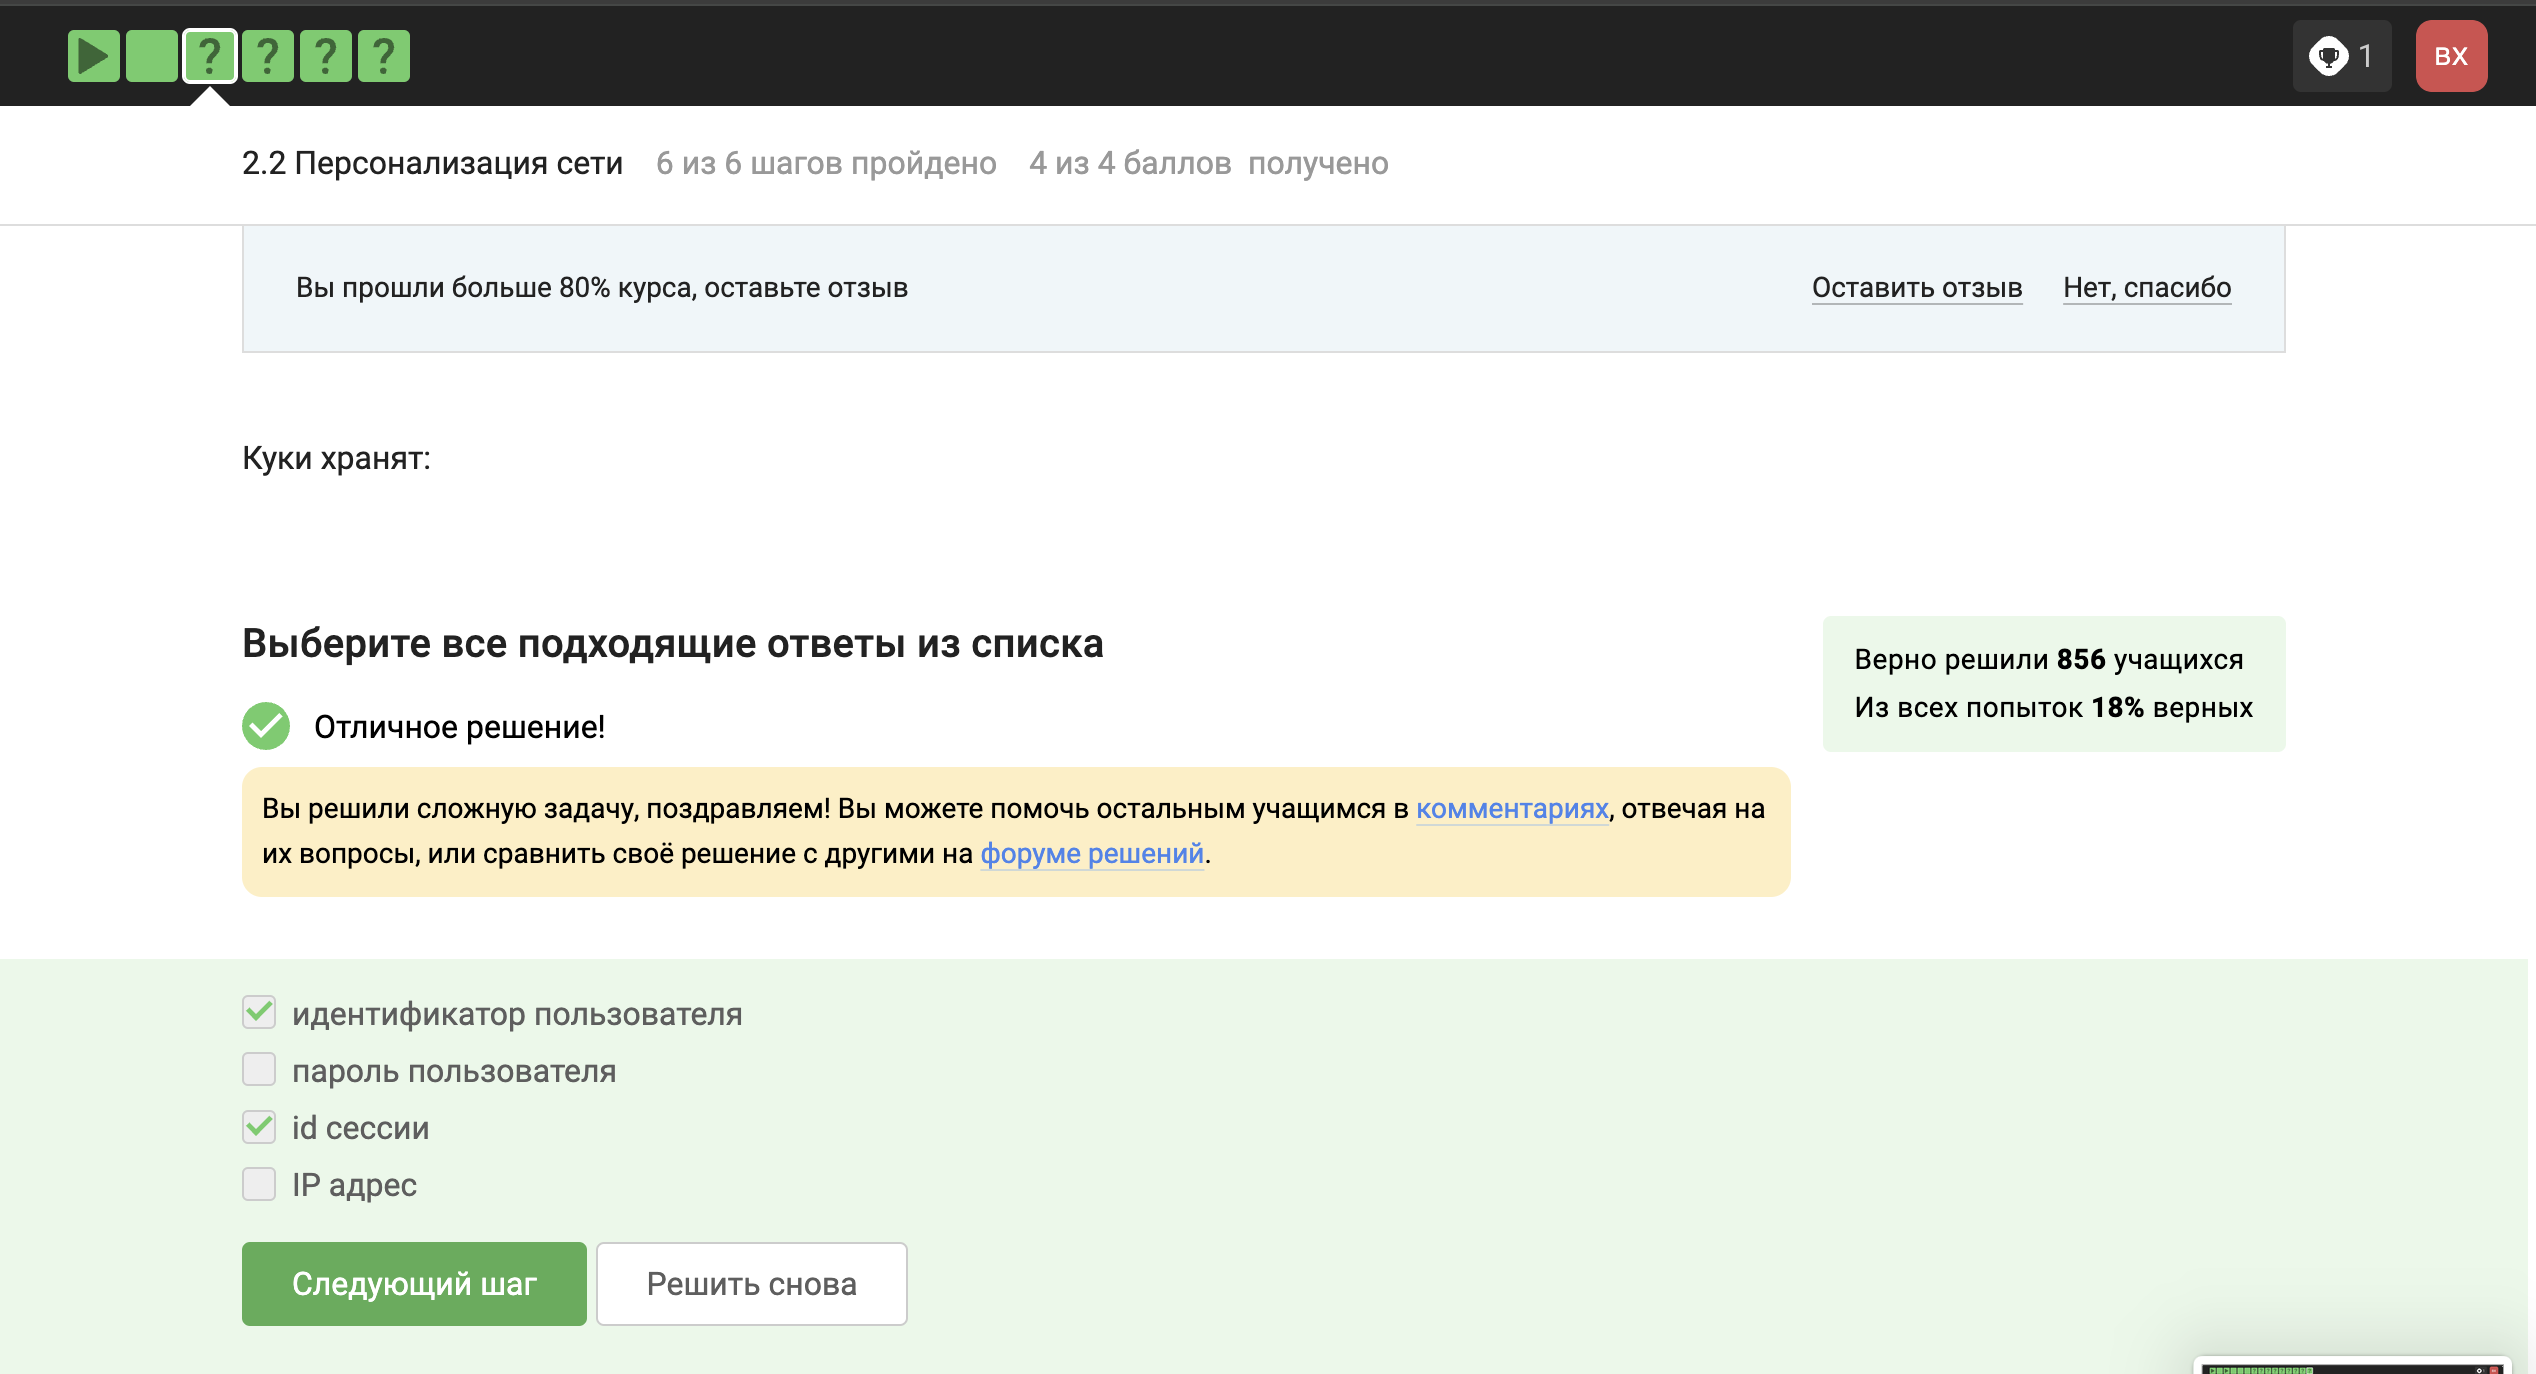 ? ? ? ?
1
ВХ
2.2 Персонализация сети 6 из 6 шагов пройдено 4 из 4 баллов получено
Вы прошли больше 80% курса, оставьте отзыв
Оставить отзыв Нет, спасибо
Куки хранят:
Выберите все подходящие ответы из списка
Верно решили 856 учащихся
Из всех попыток 18% верных
Отличное решение!
Вы решили сложную задачу, поздравляем! Вы можете помочь остальным учащимся в комментариях, отвечая на
их вопросы, или сравнить своё решение с другими на форуме решений.
идентификатор пользователя
пароль пользователя
id сессии
IP адрес
Следующий шаг Решить снова